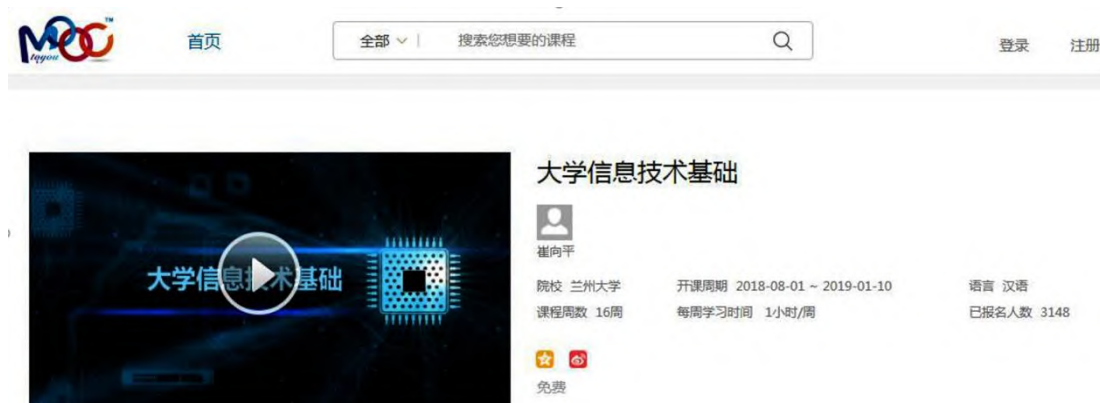 MOOC TM
toyou
首页
全部
搜索您想要的课程
登录
注册
大学信息技术基础
大学信息技术基础
崔向平
院校 兰州大学 开课周期 2018-08-01 ~ 2019-01-10 语言 汉语
课程周数 16周 每周学习时间 1小时/周 已报名人数 3148
免费